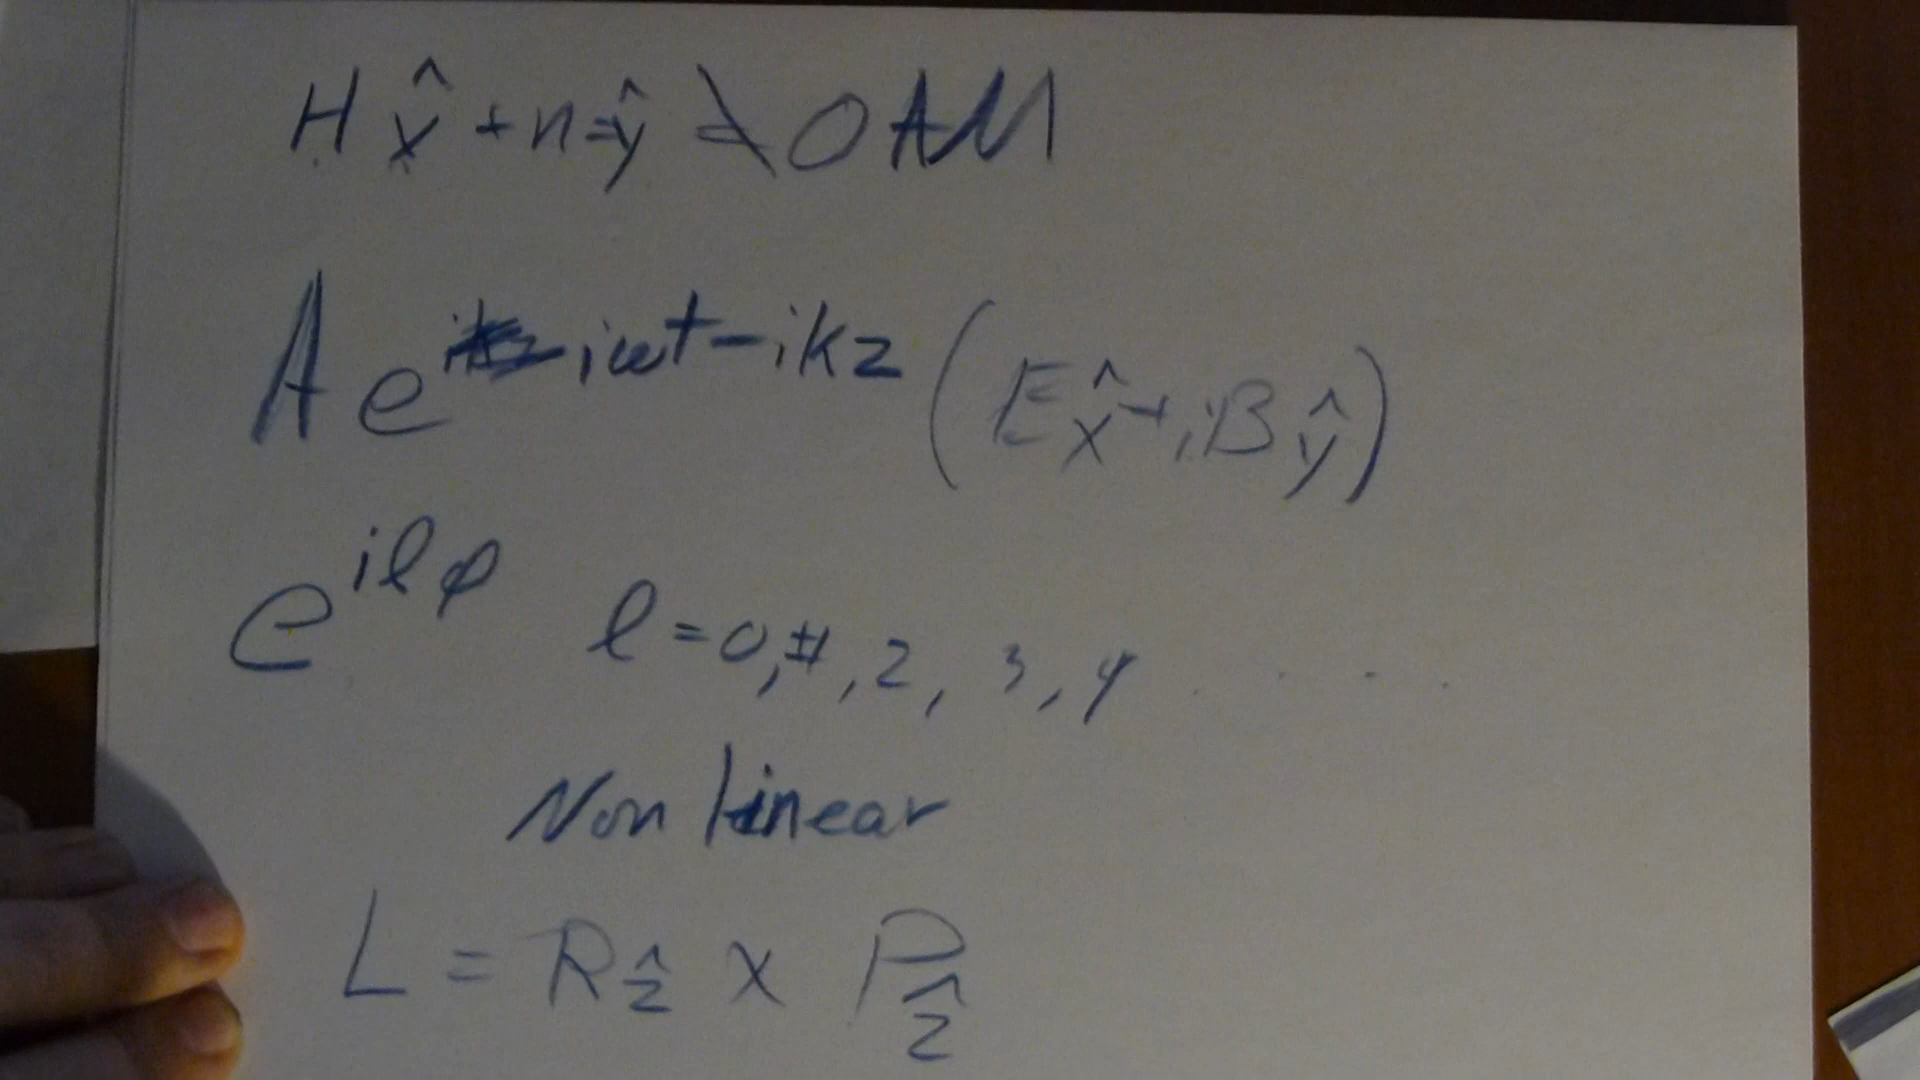 H x̂ + n = ŷ ≠ OAM
A e^{iωt - ikz} (E x̂ + iB ŷ)
e^{ilφ} l = 0, 1, 2, 3, 4 . . . .
Non linear
L = R ẑ x P ẑ